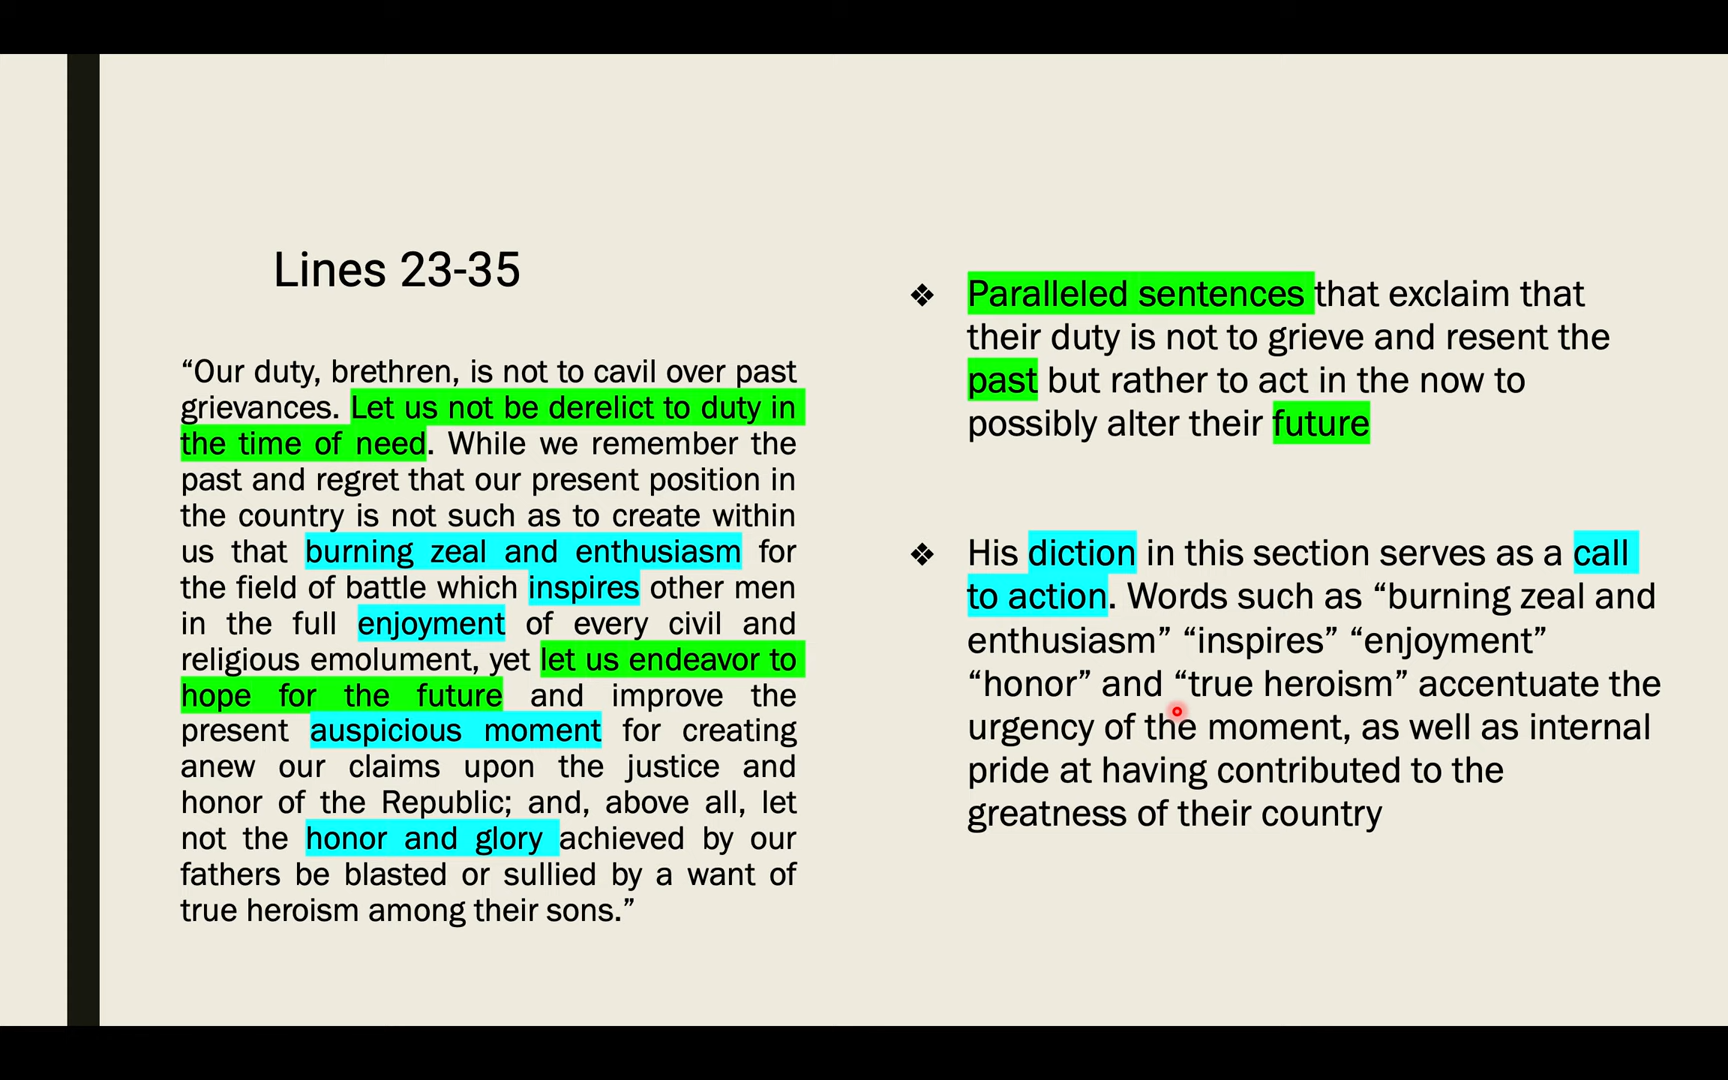 Lines 23-35
“Our duty, brethren, is not to cavil over past
grievances. Let us not be derelict to duty in
the time of need. While we remember the
past and regret that our present position in
the country is not such as to create within
us that burning zeal and enthusiasm for
the field of battle which inspires other men
in the full enjoyment of every civil and
religious emolument, yet let us endeavor to
hope for the future and improve the
present auspicious moment for creating
anew our claims upon the justice and
honor of the Republic; and, above all, let
not the honor and glory achieved by our
fathers be blasted or sullied by a want of
true heroism among their sons.”
❖ Paralleled sentences that exclaim that
their duty is not to grieve and resent the
past but rather to act in the now to
possibly alter their future
❖ His diction in this section serves as a call
to action. Words such as “burning zeal and
enthusiasm” “inspires” “enjoyment”
“honor” and “true heroism” accentuate the
urgency of the moment, as well as internal
pride at having contributed to the
greatness of their country